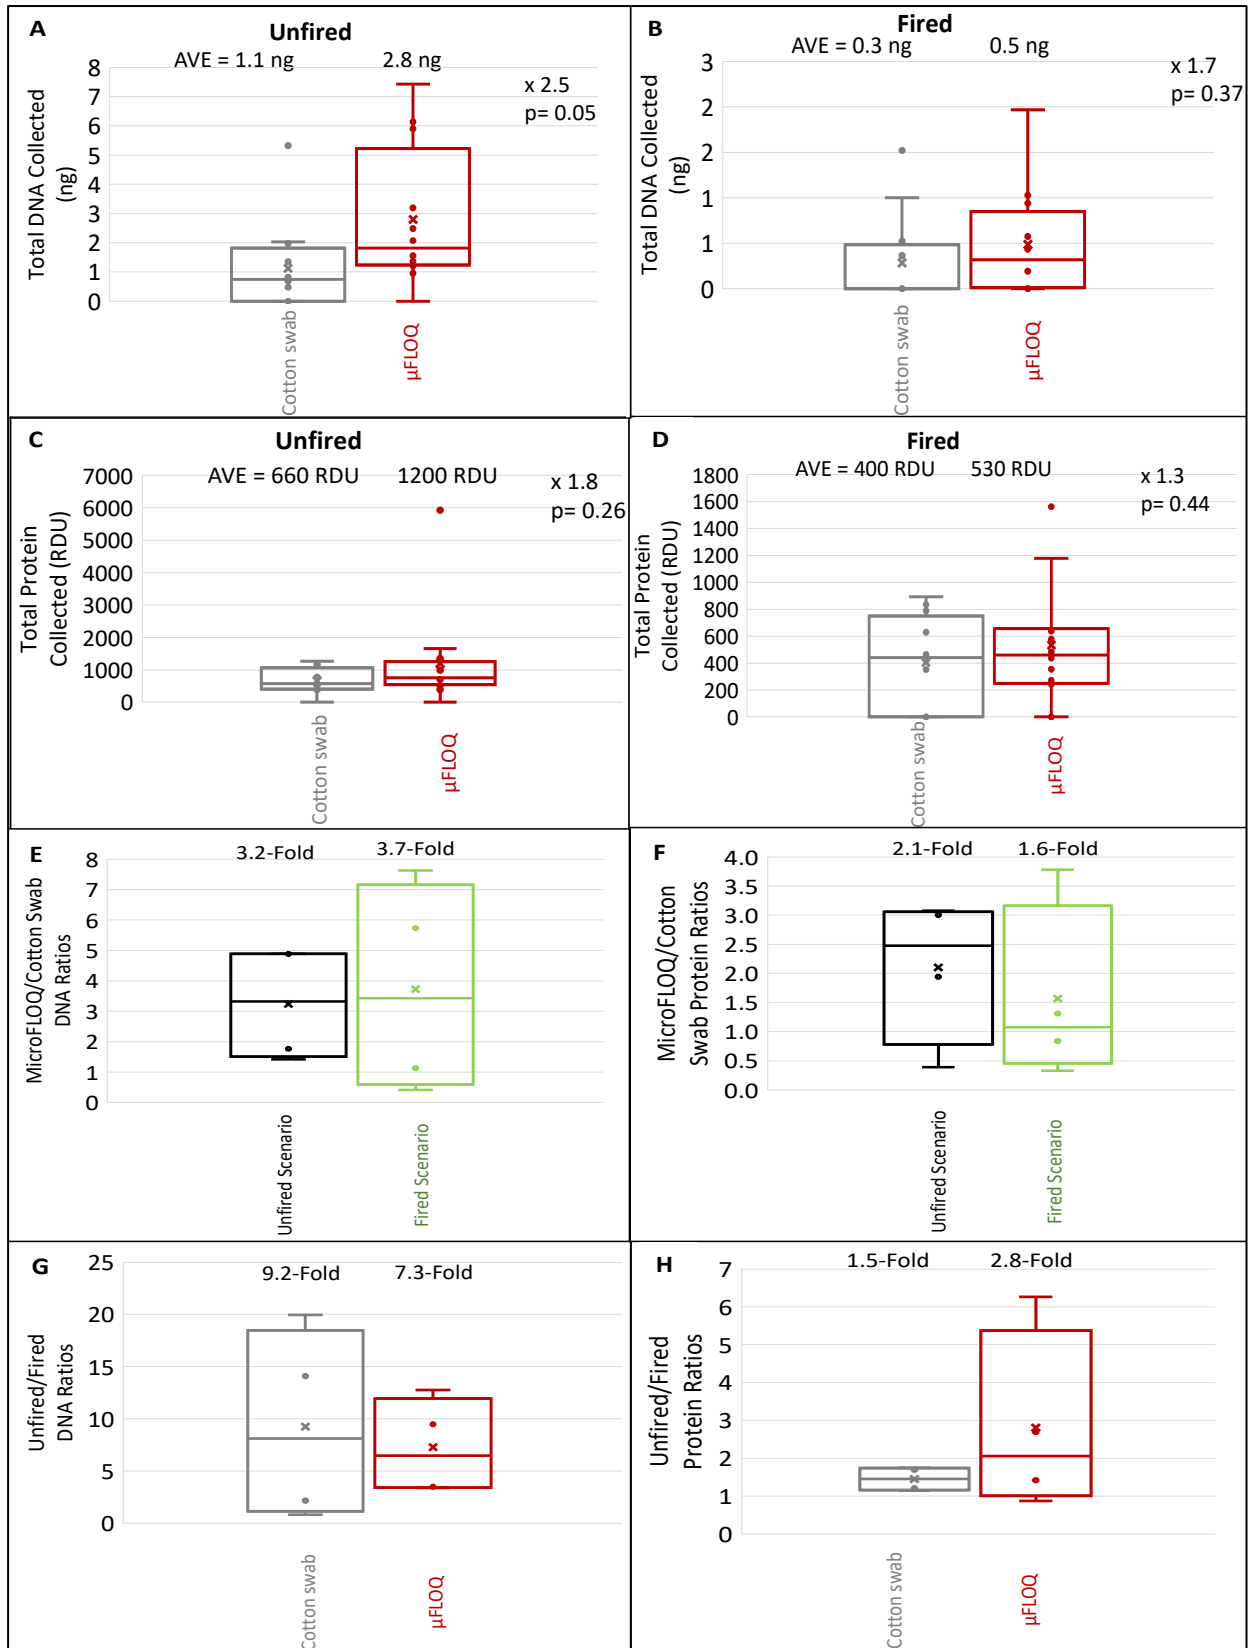 A
Unfired
AVE = 1.1 ng
2.8 ng
x 2.5
p= 0.05
Total DNA Collected
(ng)
8
7
6
5
4
3
2
1
0
Cotton swab
µFLOQ
B
Fired
AVE = 0.3 ng
0.5 ng
x 1.7
p= 0.37
Total DNA Collected
(ng)
3
2
2
1
1
0
Cotton swab
µFLOQ
C
Unfired
AVE = 660 RDU
1200 RDU
x 1.8
p= 0.26
Total Protein
Collected (RDU)
7000
6000
5000
4000
3000
2000
1000
0
Cotton swab
µFLOQ
D
Fired
AVE = 400 RDU
530 RDU
x 1.3
p= 0.44
Total Protein
Collected (RDU)
1800
1600
1400
1200
1000
800
600
400
200
0
Cotton swab
µFLOQ
E
3.2-Fold
3.7-Fold
MicroFLOQ/Cotton Swab
DNA Ratios
8
7
6
5
4
3
2
1
0
Unfired Scenario
Fired Scenario
F
2.1-Fold
1.6-Fold
MicroFLOQ/Cotton
Swab Protein Ratios
4.0
3.5
3.0
2.5
2.0
1.5
1.0
0.5
0.0
Unfired Scenario
Fired Scenario
G
9.2-Fold
7.3-Fold
Unfired/Fired
DNA Ratios
25
20
15
10
5
0
Cotton swab
µFLOQ
H
1.5-Fold
2.8-Fold
Unfired/Fired
Protein Ratios
7
6
5
4
3
2
1
0
Cotton swab
µFLOQ